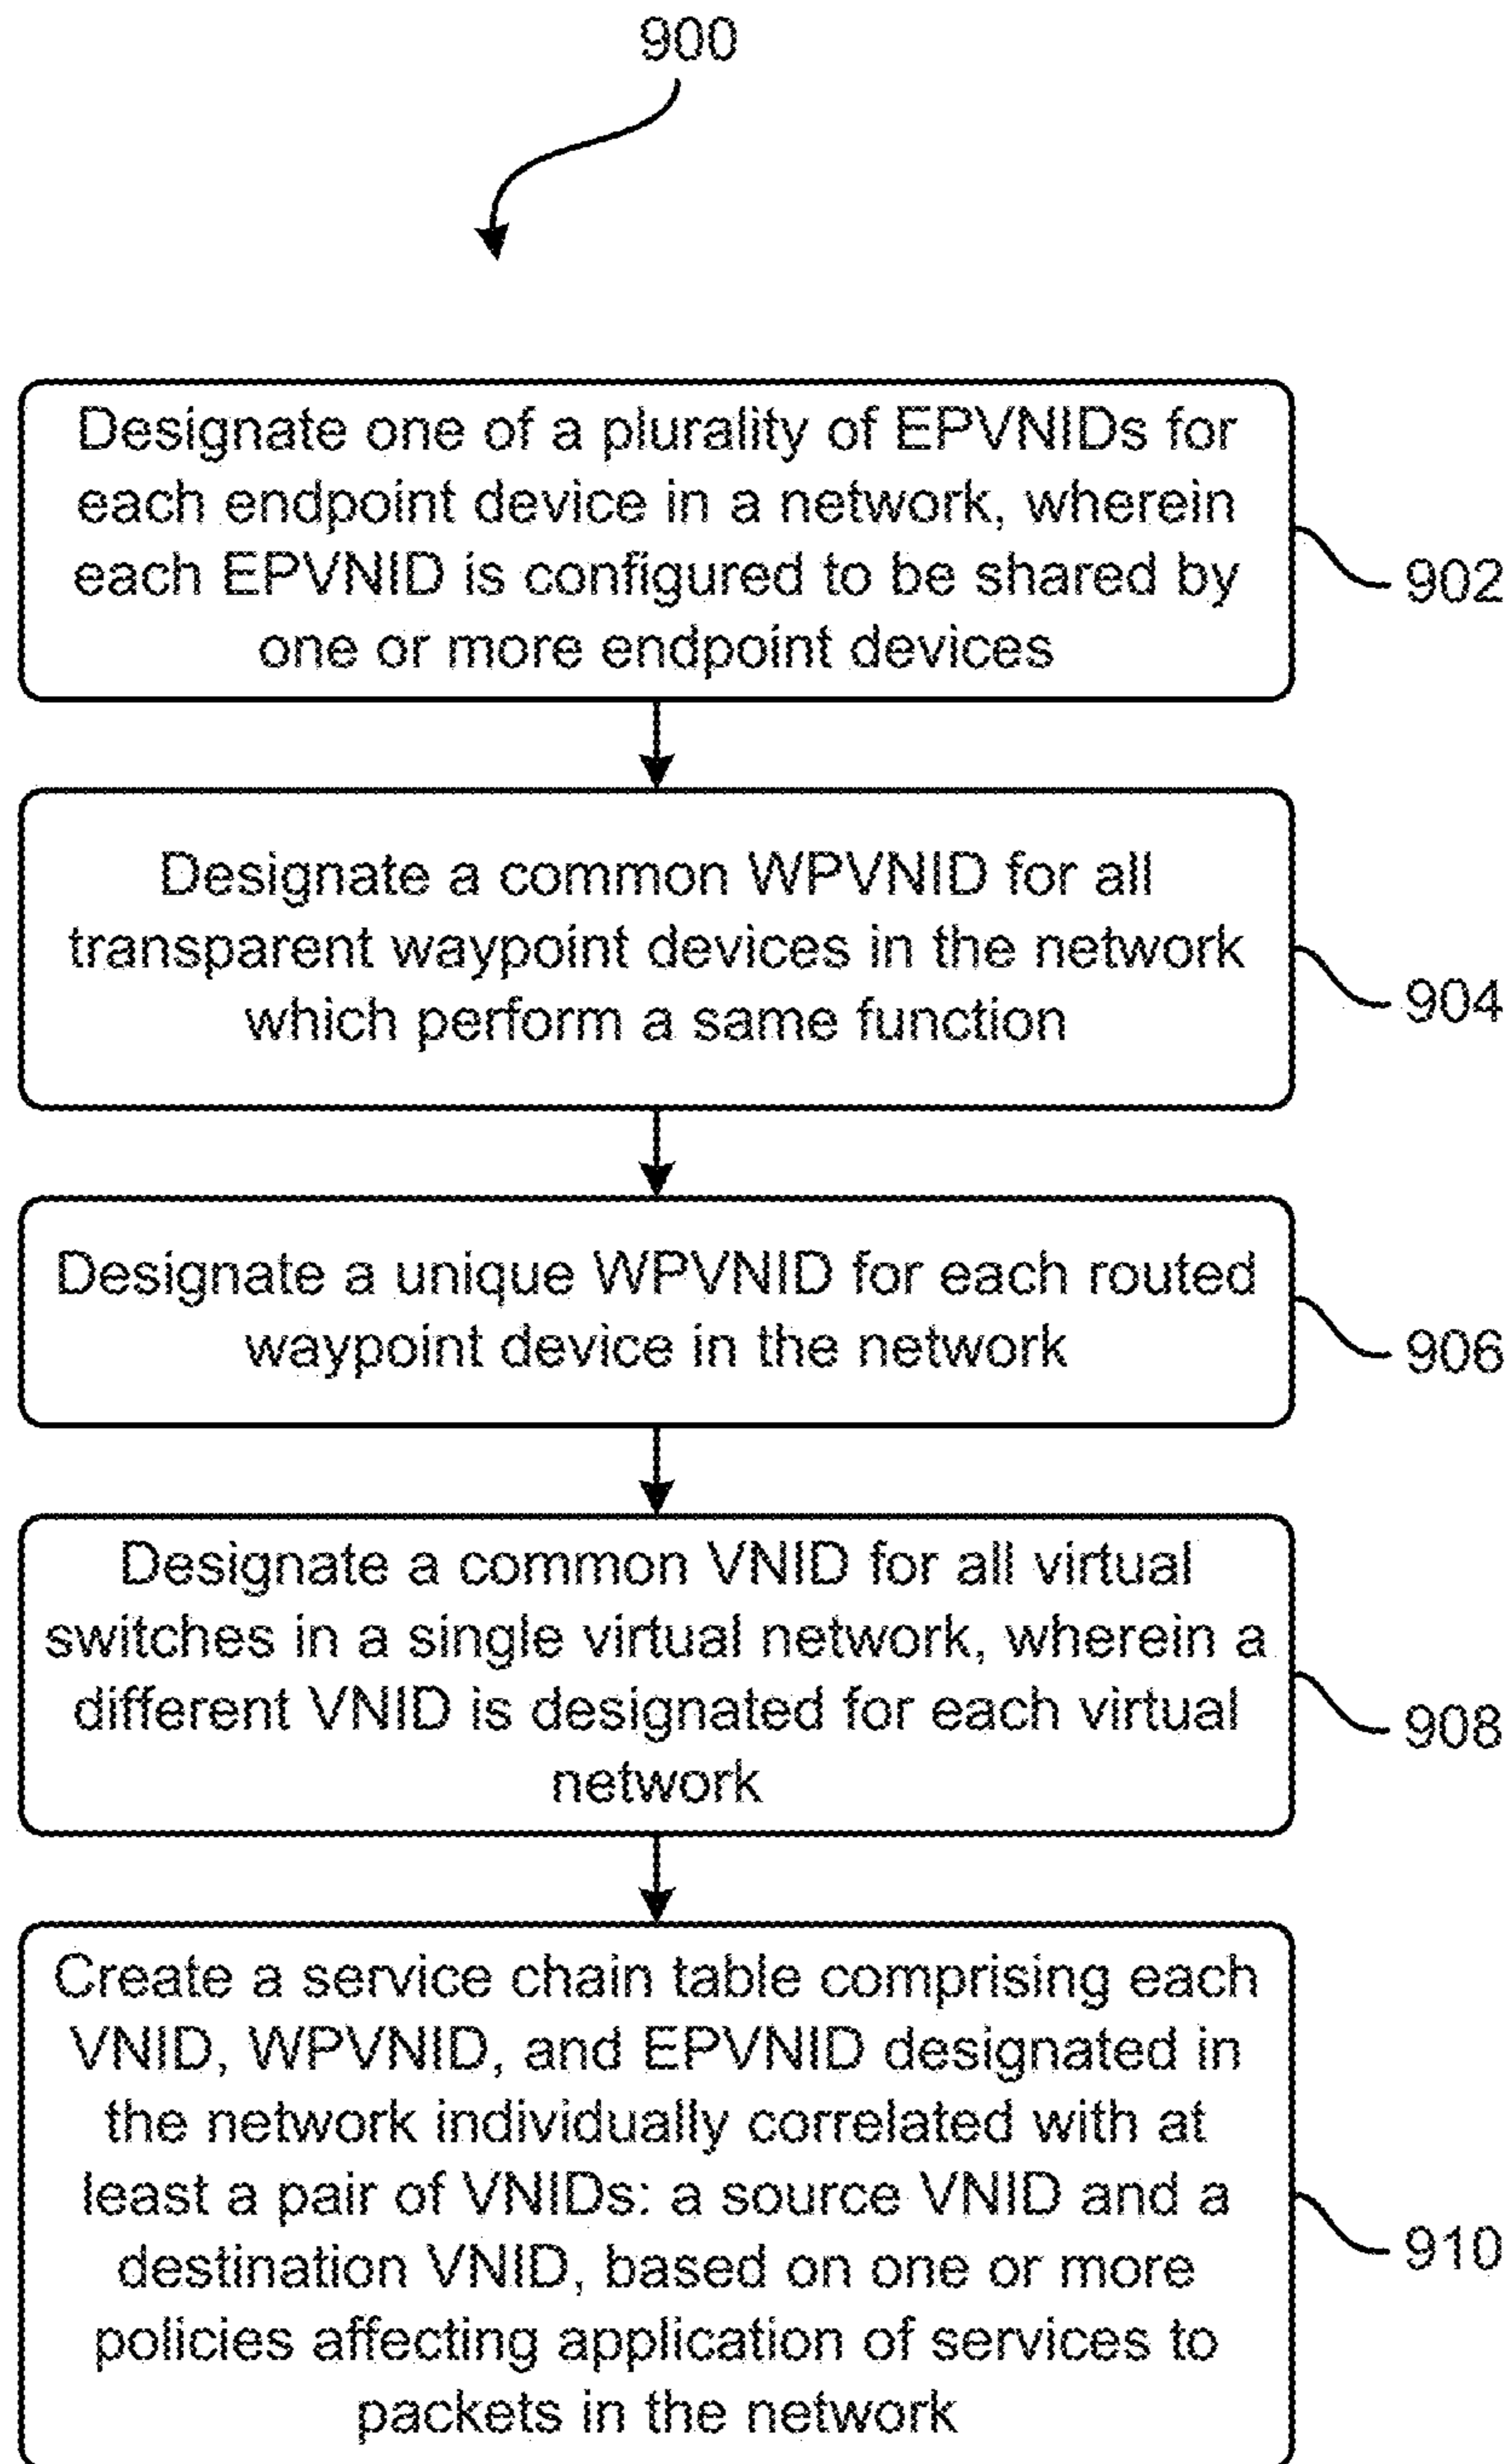 900
Designate one of a plurality of EPVNIDs for
each endpoint device in a network, wherein
each EPVNID is configured to be shared by
one or more endpoint devices
902
Designate a common WPVNID for all
transparent waypoint devices in the network
which perform a same function
904
Designate a unique WPVNID for each routed
waypoint device in the network
906
Designate a common VNID for all virtual
switches in a single virtual network, wherein a
different VNID is designated for each virtual
network
908
Create a service chain table comprising each
VNID, WPVNID, and EPVNID designated in
the network individually correlated with at
least a pair of VNIDs: a source VNID and a
destination VNID, based on one or more
policies affecting application of services to
packets in the network
910